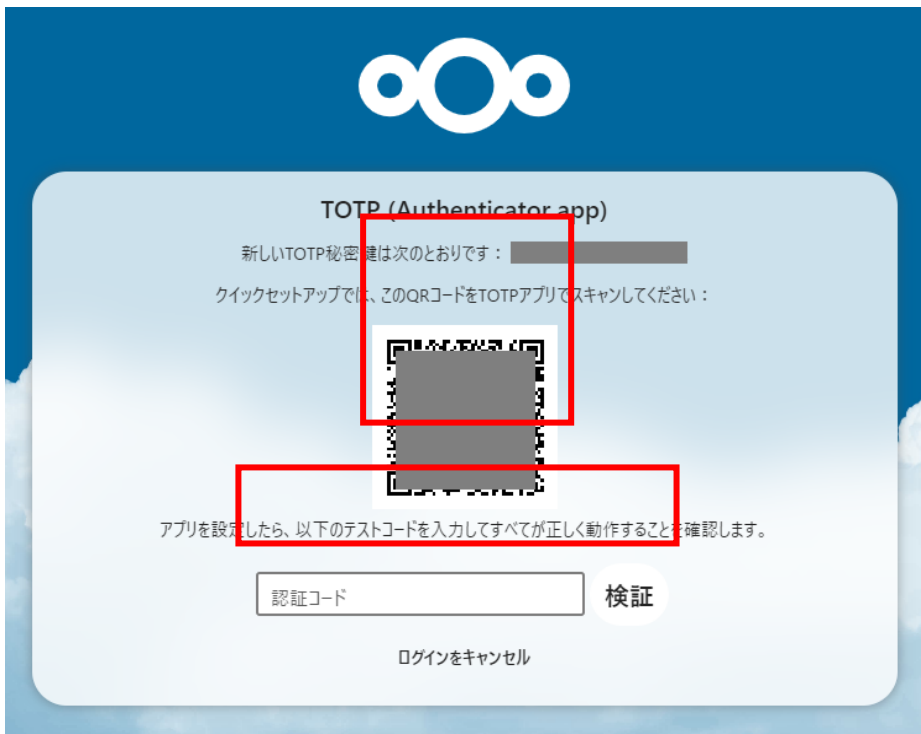 TOTP (Authenticator app)
新しいTOTP秘密鍵は次のとおりです：
クイックセットアップでは、このQRコードをTOTPアプリでスキャンしてください：
アプリを設定したら、以下のテストコードを入力してすべてが正しく動作することを確認します。
認証コード
検証
ログインをキャンセル